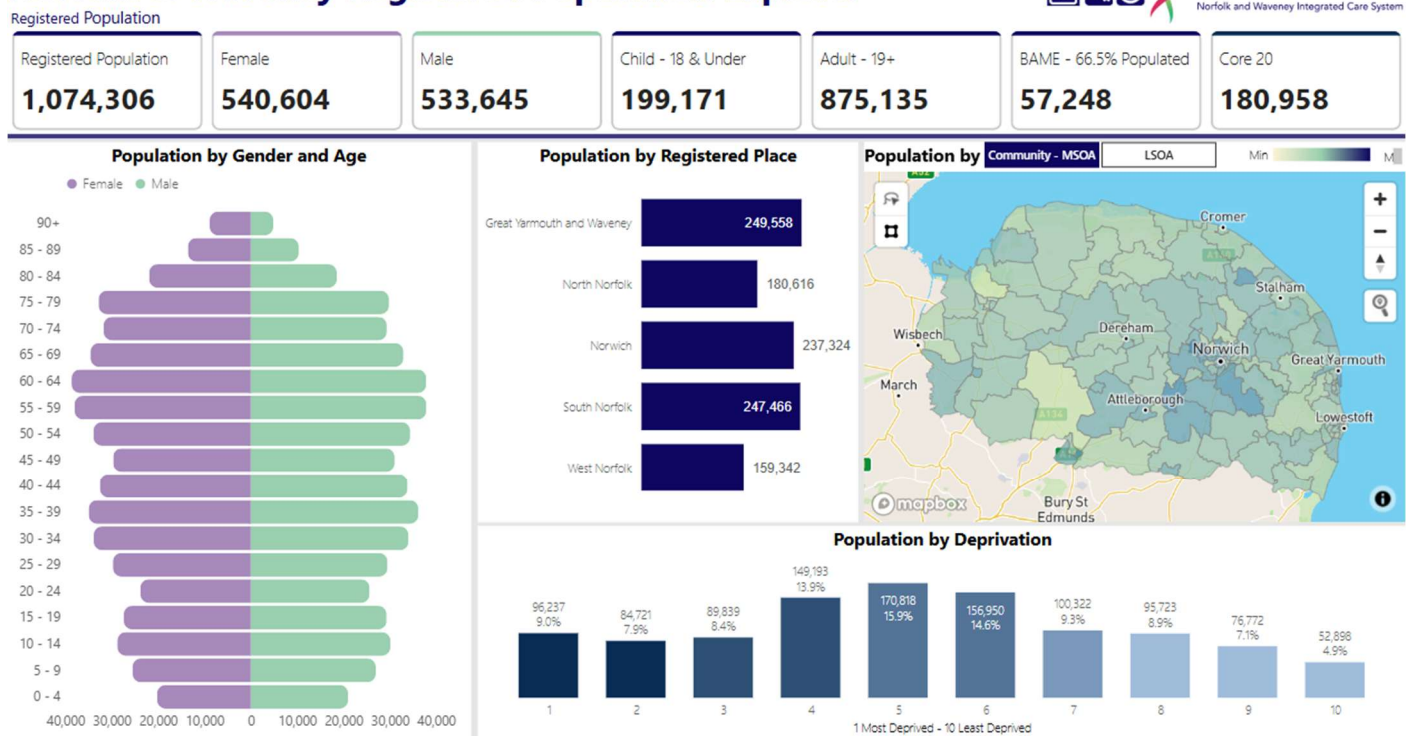 Registered Population
Norfolk and Waveney Integrated Care System
Registered Population
1,074,306
Female
540,604
Male
533,645
Child - 18 & Under
199,171
Adult - 19+
875,135
BAME - 66.5% Populated
57,248
Core 20
180,958
Population by Gender and Age
Female Male
90+
85 - 89
80 - 84
75 - 79
70 - 74
65 - 69
60 - 64
55 - 59
50 - 54
45 - 49
40 - 44
35 - 39
30 - 34
25 - 29
20 - 24
15 - 19
10 - 14
5 - 9
0 - 4
40,000 30,000 20,000 10,000 0 10,000 20,000 30,000 40,000
Population by Registered Place
Great Yarmouth and Waveney 249,558
North Norfolk 180,616
Norwich 237,324
South Norfolk 247,466
West Norfolk 159,342
Population by Community - MSOA LSOA Min M
Cromer
Stalham
Wisbech
Dereham
Norwich
Great Yarmouth
March
Attleborough
A134
Lowestoft
mapbox
Bury St
Edmunds
Population by Deprivation
96,237
9.0%
84,721
7.9%
89,839
8.4%
149,193
13.9%
170,818
15.9%
156,950
14.6%
100,322
9.3%
95,723
8.9%
76,772
7.1%
52,898
4.9%
1 2 3 4 5 6 7 8 9 10
1 Most Deprived - 10 Least Deprived